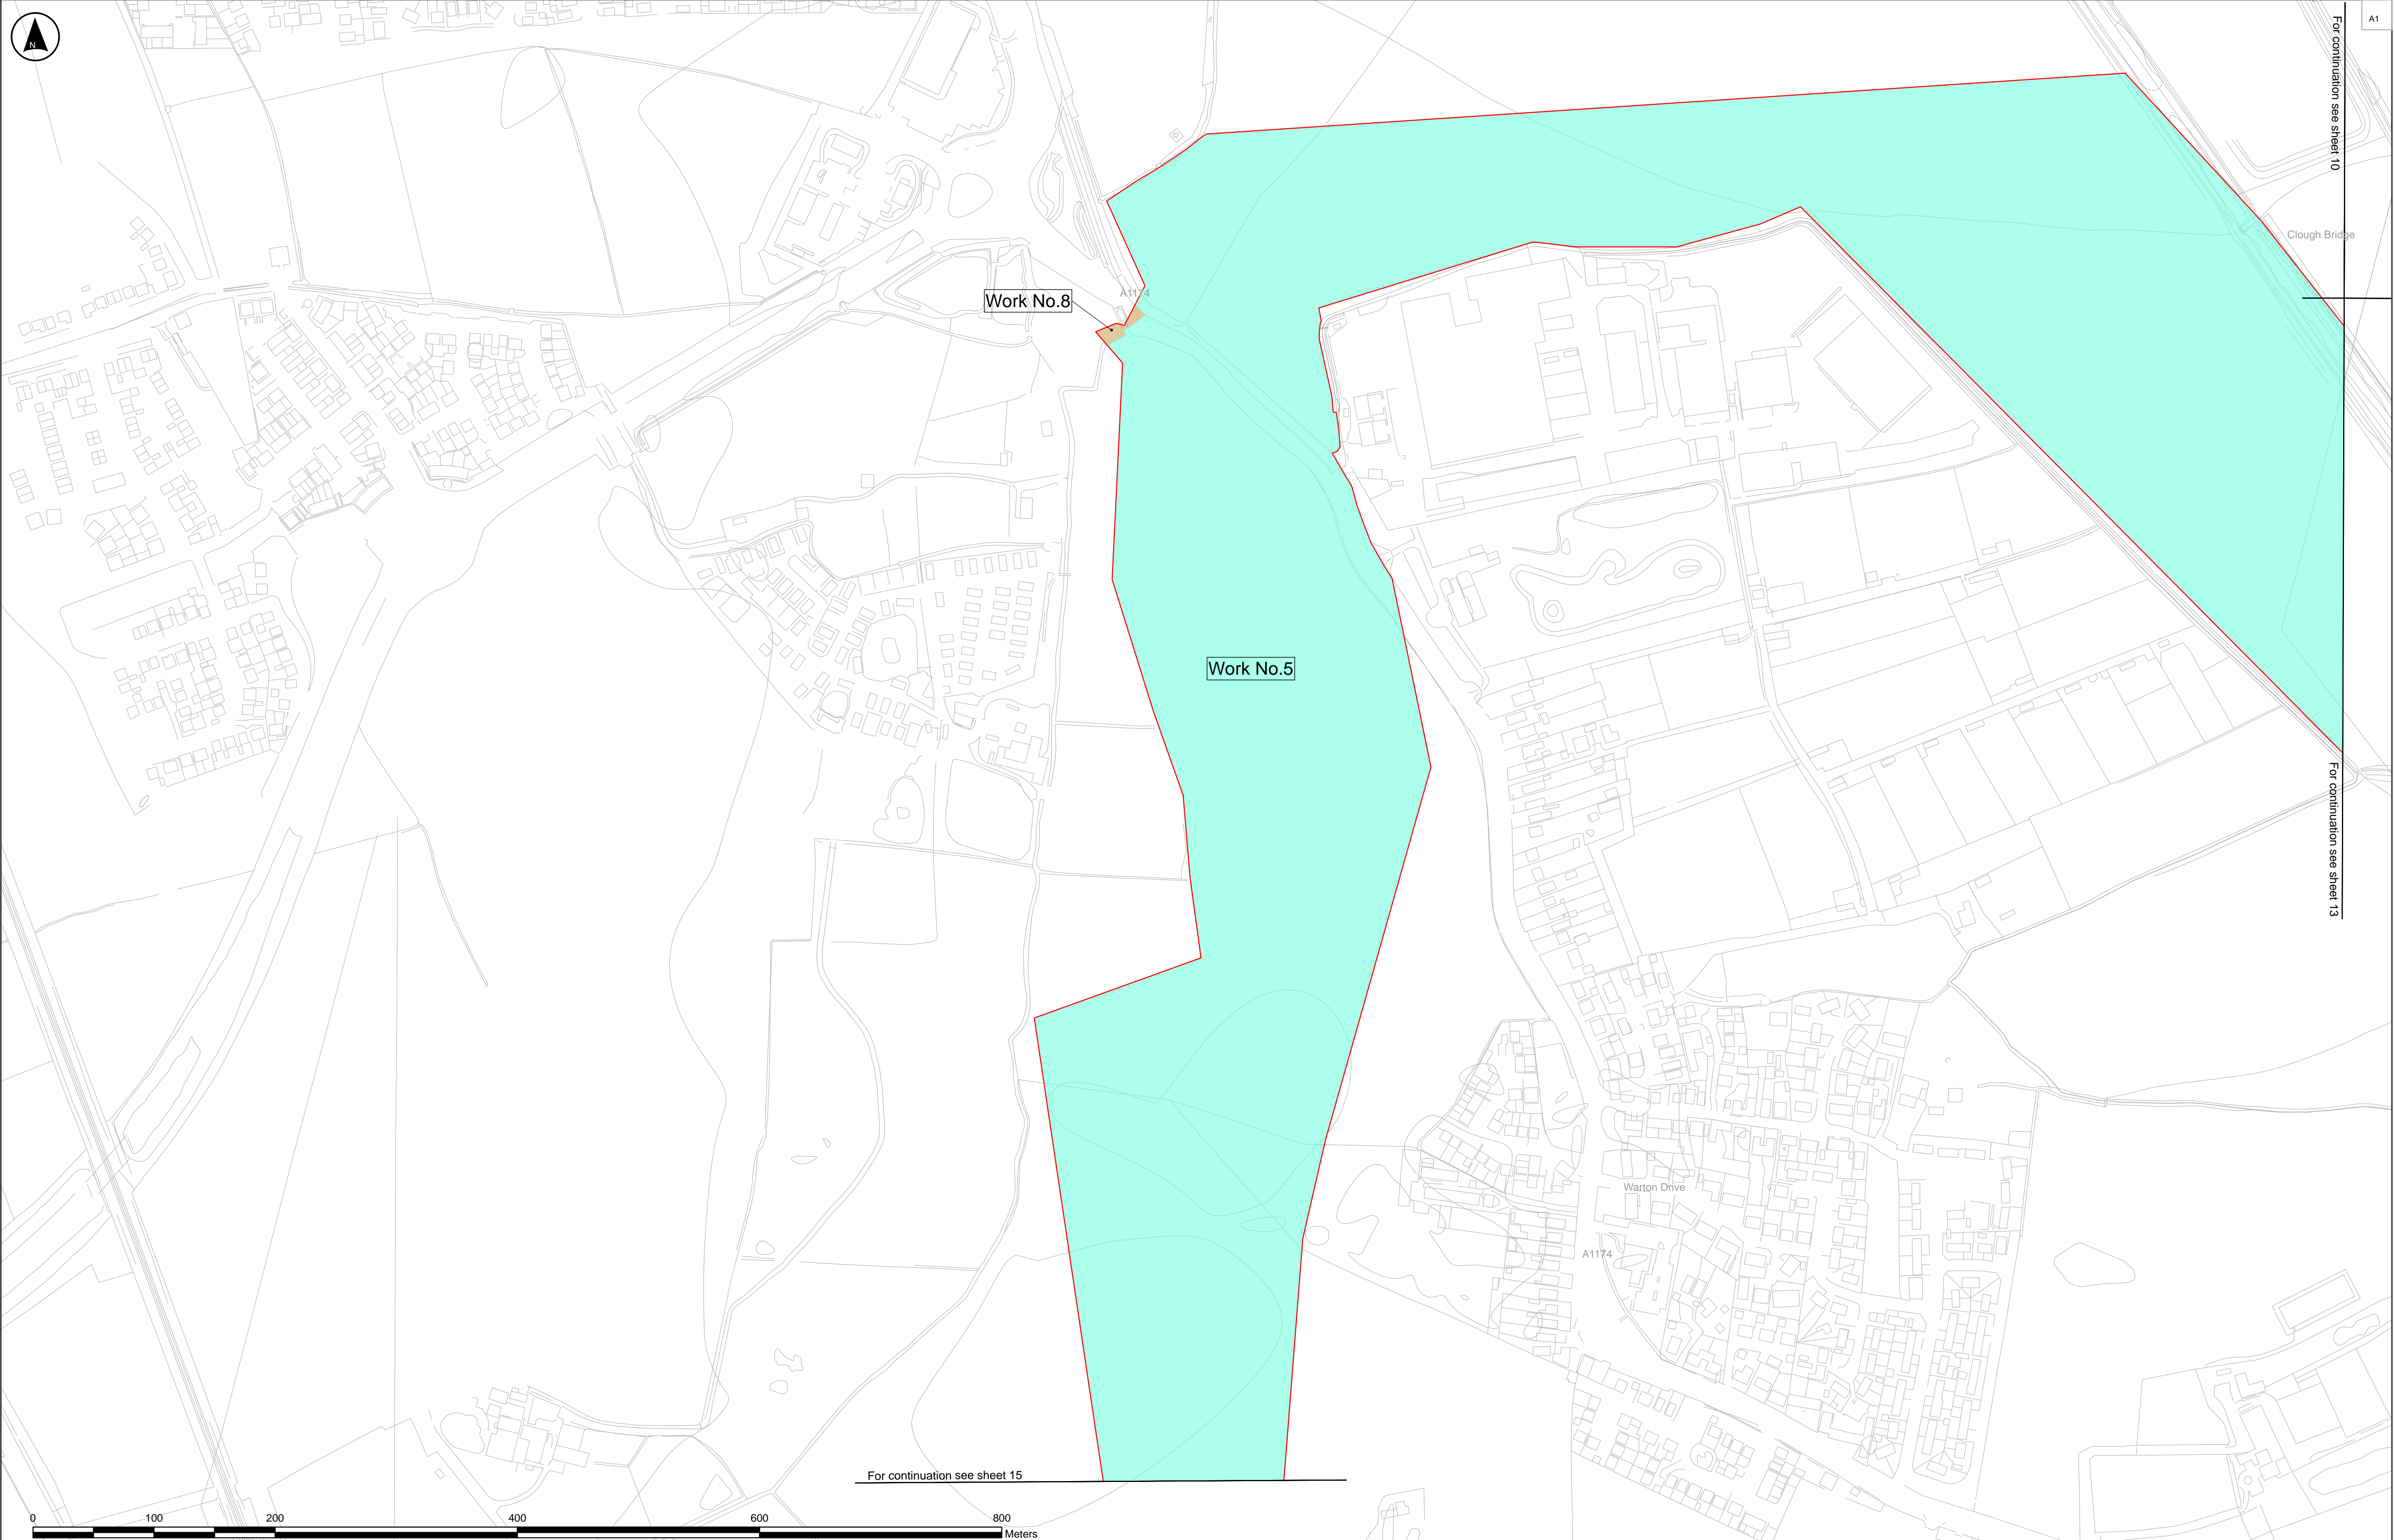 N
A1
For continuation see sheet 10
Clough Bridge
A1174
Work No.8
Work No.5
For continuation see sheet 13
Warton Drive
A1174
For continuation see sheet 15
0 100 200 400 600 800
Meters